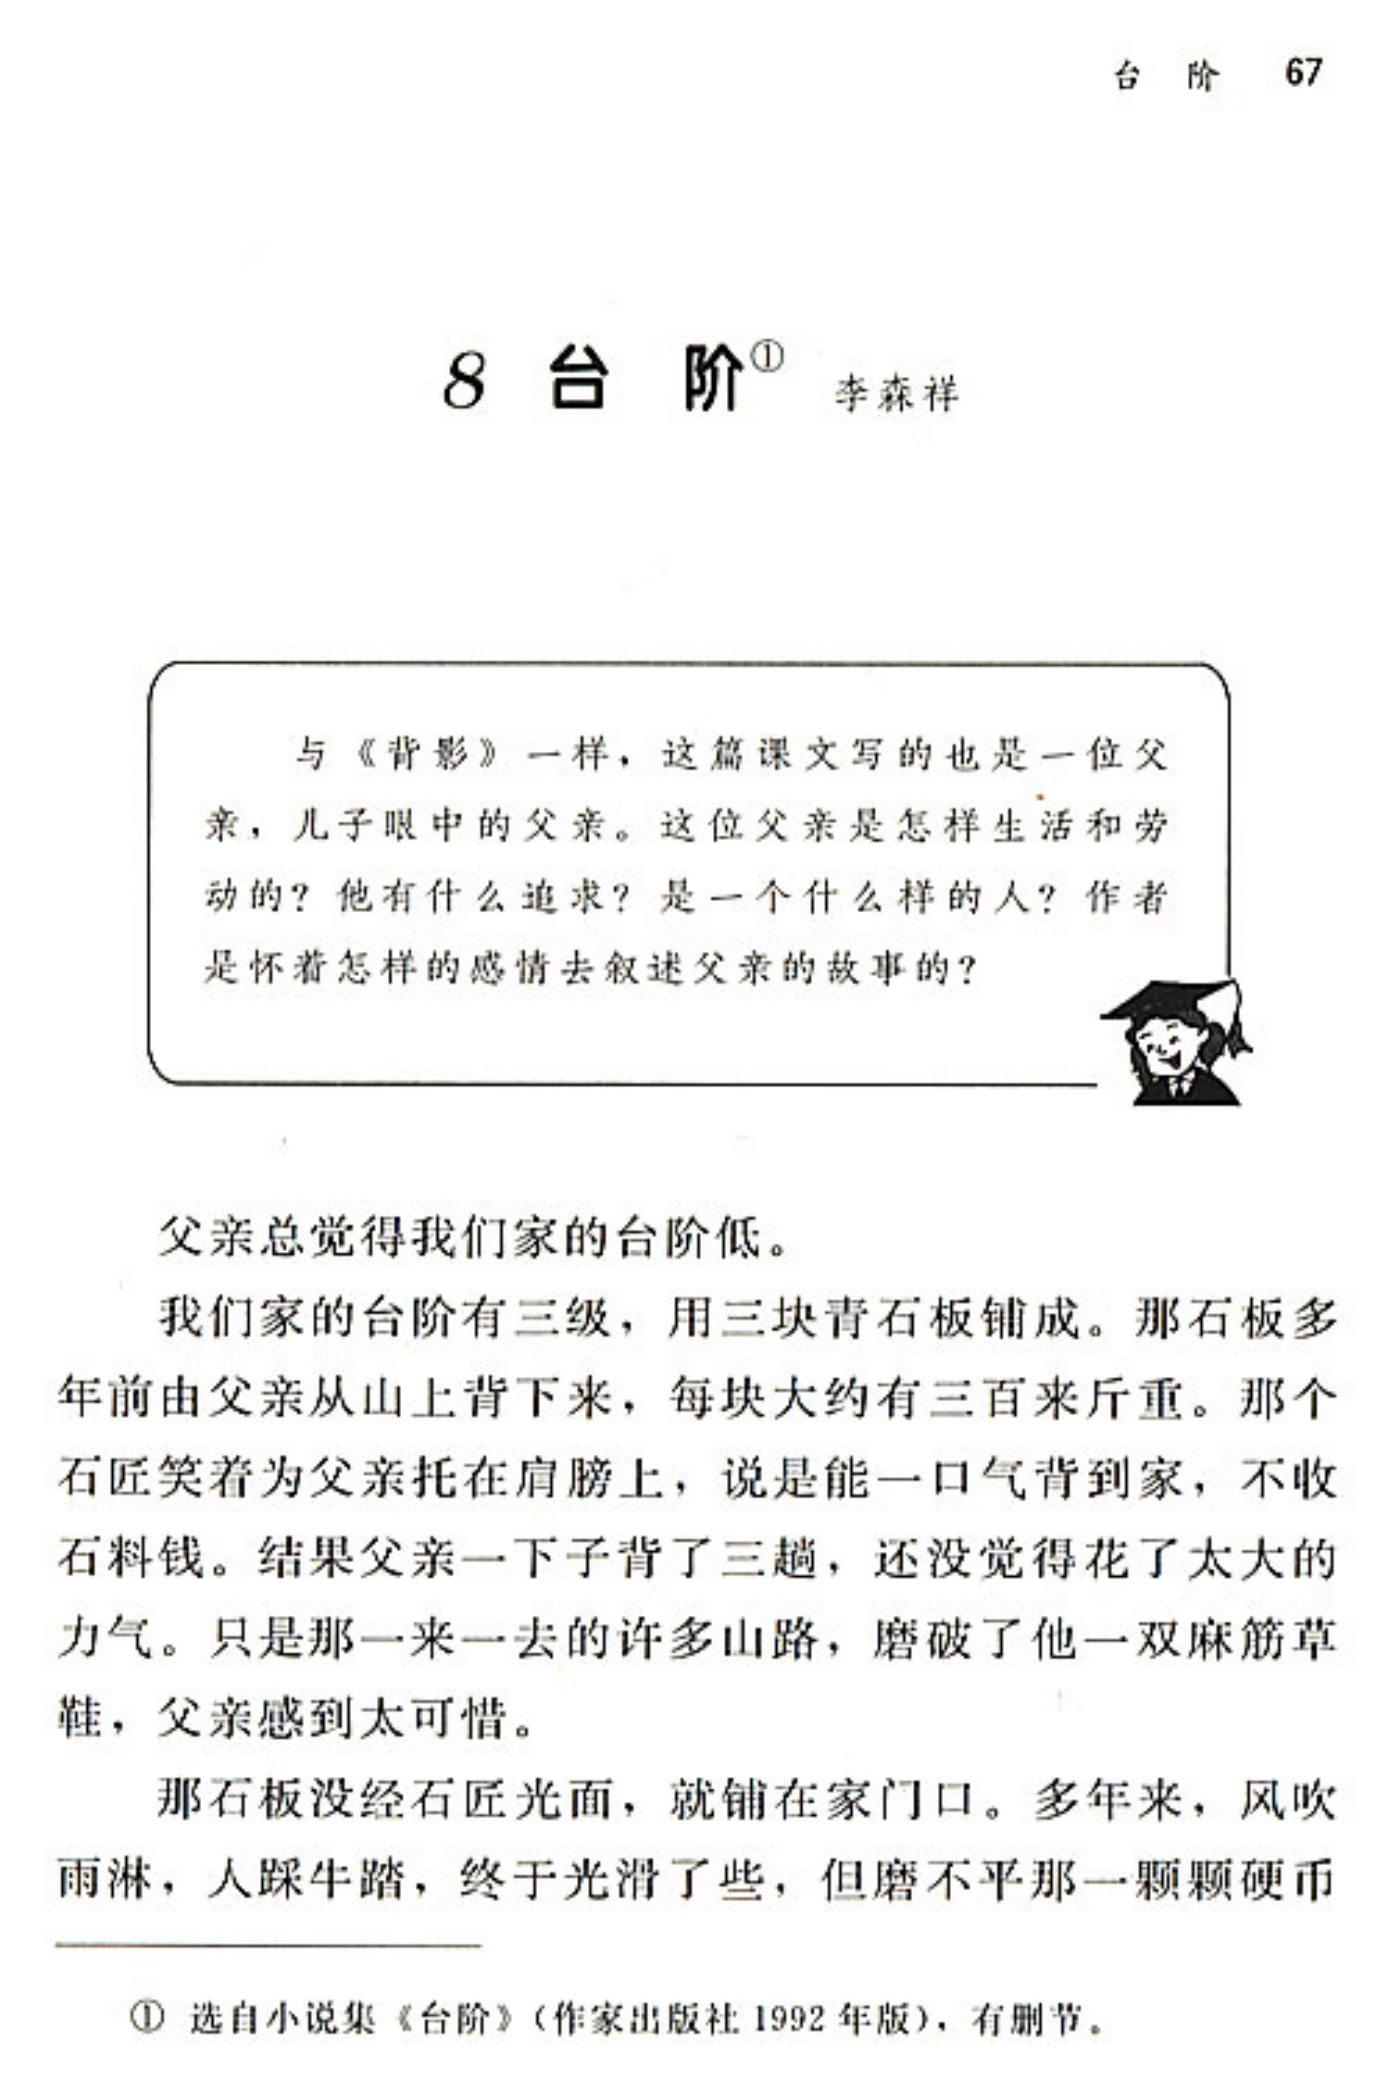 台 阶 67
8 台 阶① 李森祥
与《背影》一样，这篇课文写的也是一位父
亲，儿子眼中的父亲。这位父亲是怎样生活和劳
动的？他有什么追求？是一个什么样的人？作者
是怀着怎样的感情去叙述父亲的故事的？
父亲总觉得我们家的台阶低。
我们家的台阶有三级，用三块青石板铺成。那石板多
年前由父亲从山上背下来，每块大约有三百来斤重。那个
石匠笑着为父亲托在肩膀上，说是能一口气背到家，不收
石料钱。结果父亲一下子背了三趟，还没觉得花了太大的
力气。只是那一来一去的许多山路，磨破了他一双麻筋草
鞋，父亲感到太可惜。
那石板没经石匠光面，就铺在家门口。多年来，风吹
雨淋，人踩牛踏，终于光滑了些，但磨不平那一颗颗硬币
① 选自小说集《台阶》（作家出版社 1992 年版），有删节。